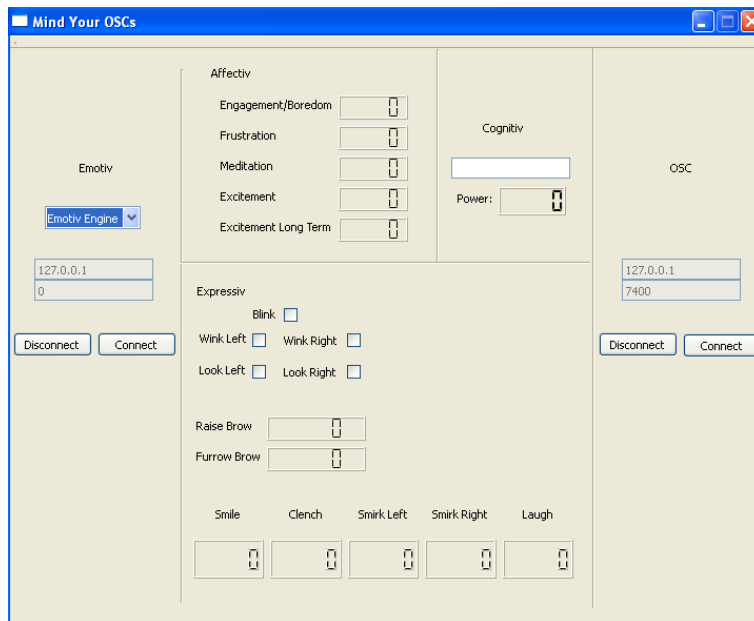 Mind Your OSCs
Emotiv
Emotiv Engine
127.0.0.1
0
Disconnect Connect
Affectiv
Engagement/Boredom 0
Frustration 0
Meditation 0
Excitement 0
Excitement Long Term 0
Cognitiv
Power: 0
Expressiv
Blink
Wink Left Wink Right
Look Left Look Right
Raise Brow 0
Furrow Brow 0
Smile Clench Smirk Left Smirk Right Laugh
0 0 0 0 0
OSC
127.0.0.1
7400
Disconnect Connect